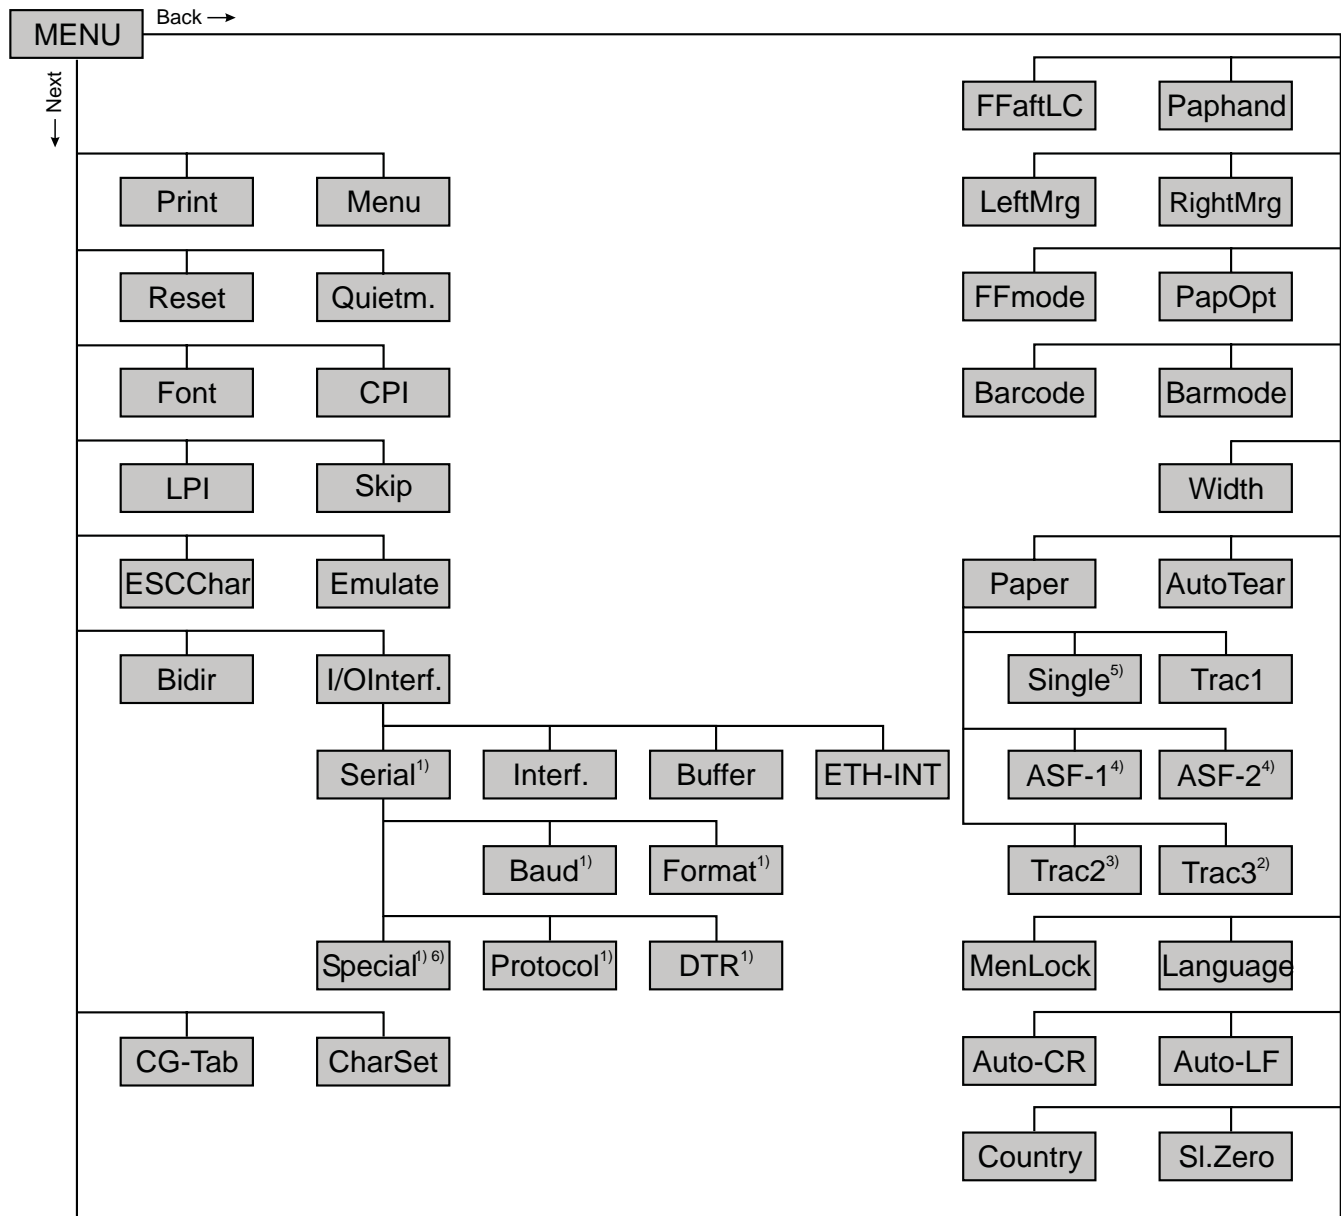 MENU
Back →
← Next
FFaftLC Paphand
Print Menu
LeftMrg RightMrg
Reset Quietm.
FFmode PapOpt
Font CPI
Barcode Barmode
LPI Skip
Width
ESCChar Emulate
Paper AutoTear
Bidir I/OInterf.
Single5) Trac1
Serial1) Interf. Buffer ETH-INT
ASF-14) ASF-24)
Baud1) Format1)
Trac23) Trac32)
Special1) 6) Protocol1) DTR1)
MenLock Language
CG-Tab CharSet
Auto-CR Auto-LF
Country Sl.Zero